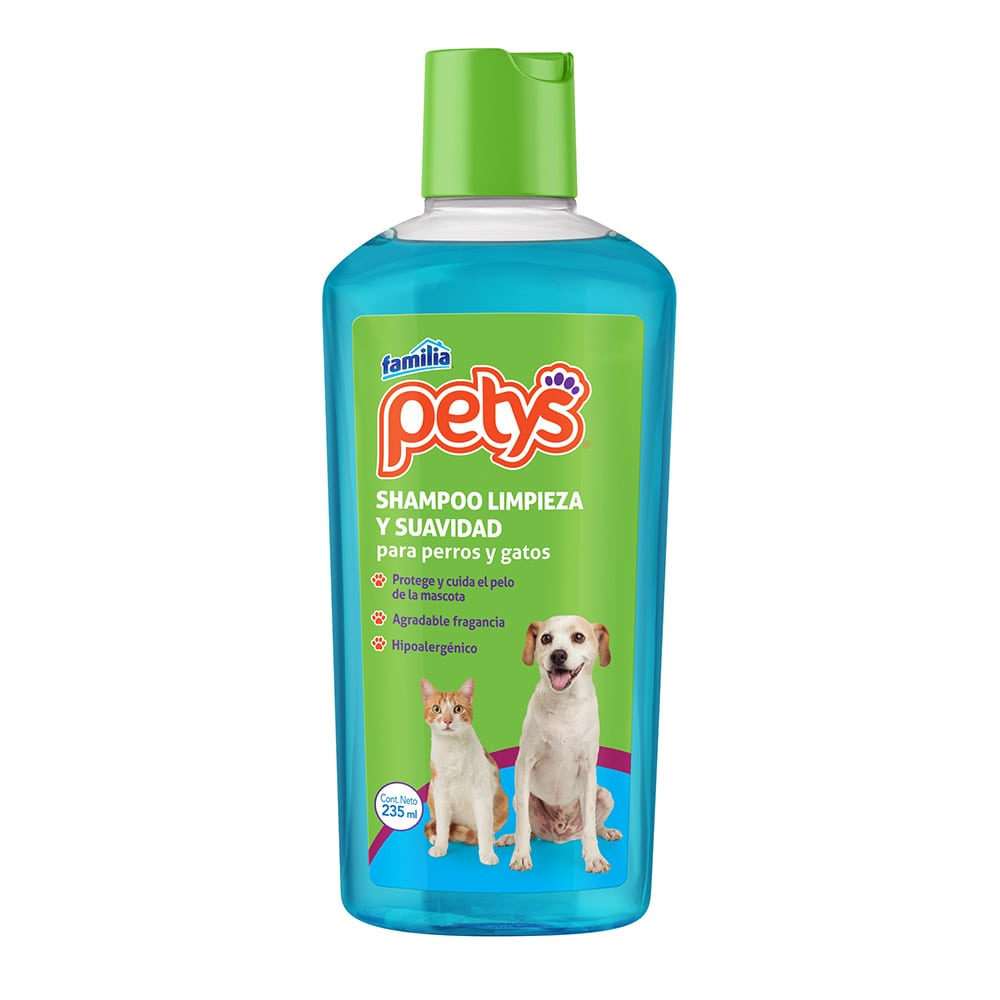 familia
petys
SHAMPOO LIMPIEZA
Y SUAVIDAD
para perros y gatos
Protege y cuida el pelo
de la mascota
Agradable fragancia
Hipoalergénico
Cont. Neto
235 ml